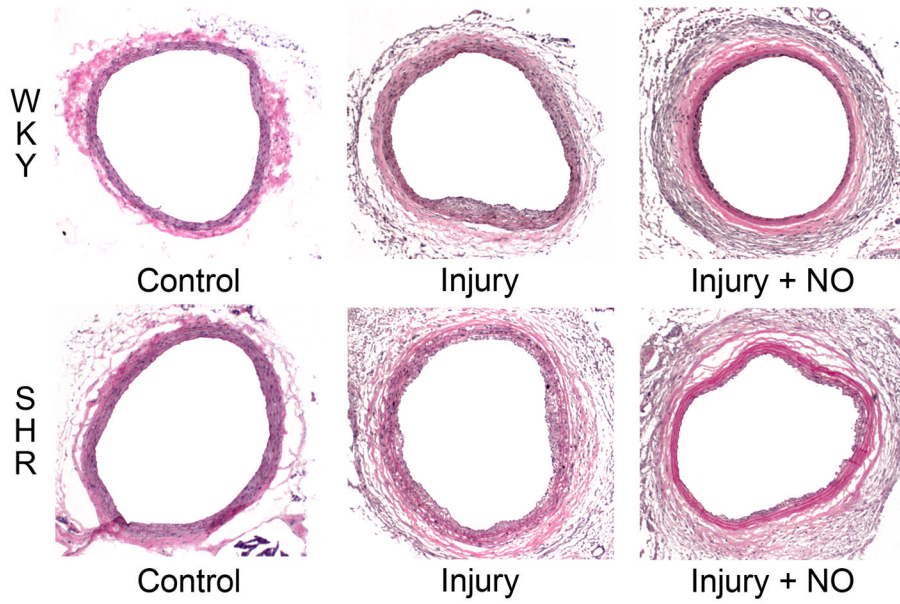 W
K
Y
Control
Injury
Injury + NO
S
H
R
Control
Injury
Injury + NO